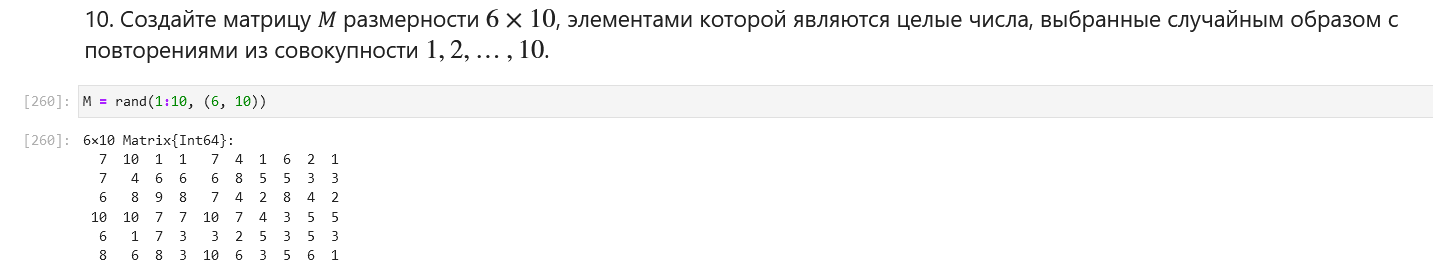 10. Создайте матрицу M размерности 6 × 10, элементами которой являются целые числа, выбранные случайным образом с
повторениями из совокупности 1, 2, … , 10.
[260]: M = rand(1:10, (6, 10))
[260]: 6×10 Matrix{Int64}:
7 10 1 1 7 4 1 6 2 1
7 4 6 6 6 8 5 5 3 3
6 8 9 8 7 4 2 8 4 2
10 10 7 7 10 7 4 3 5 5
6 1 7 3 3 2 5 3 5 3
8 6 8 3 10 6 3 5 6 1